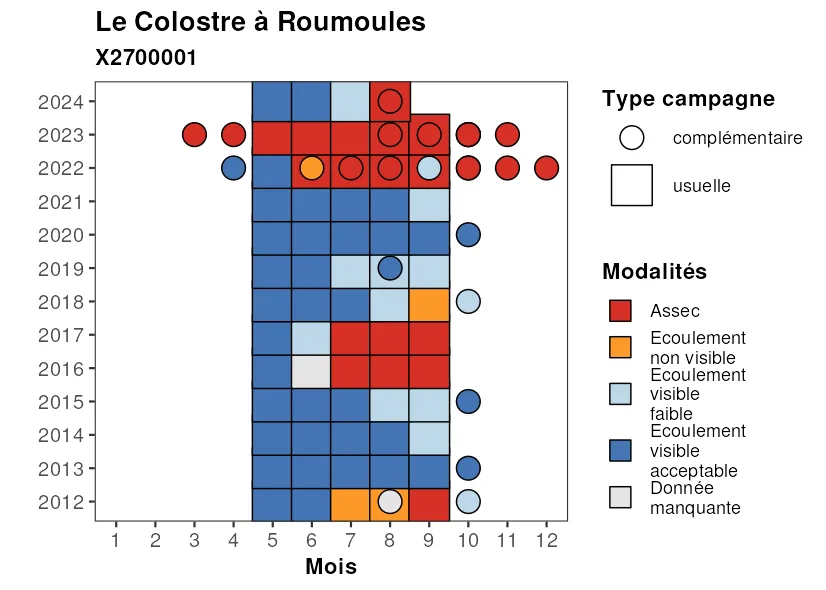 Le Colostre à Roumoules
X2700001
2024
2023
2022
2021
2020
2019
2018
2017
2016
2015
2014
2013
2012
1 2 3 4 5 6 7 8 9 10 11 12
Mois
Type campagne
complémentaire
usuelle
Modalités
Assec
Ecoulement
non visible
Ecoulement
visible
faible
Ecoulement
visible
acceptable
Donnée
manquante